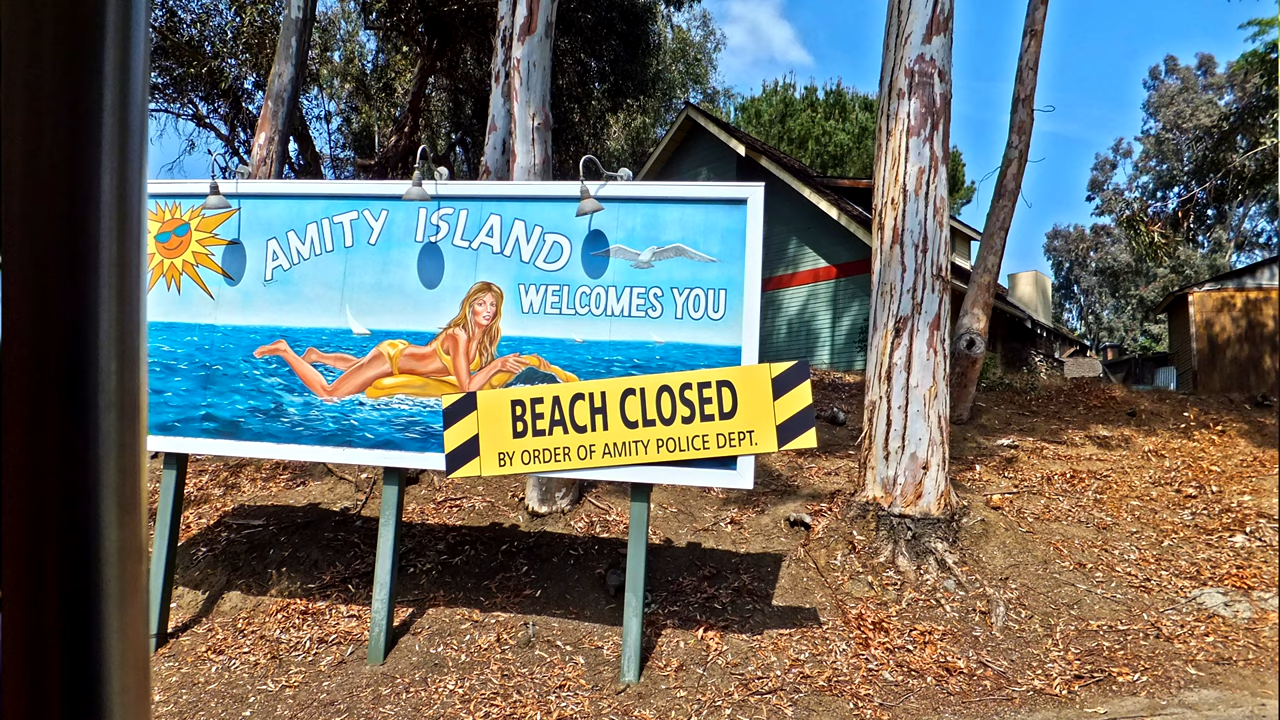 AMITY ISLAND
WELCOMES YOU
BEACH CLOSED
BY ORDER OF AMITY POLICE DEPT.